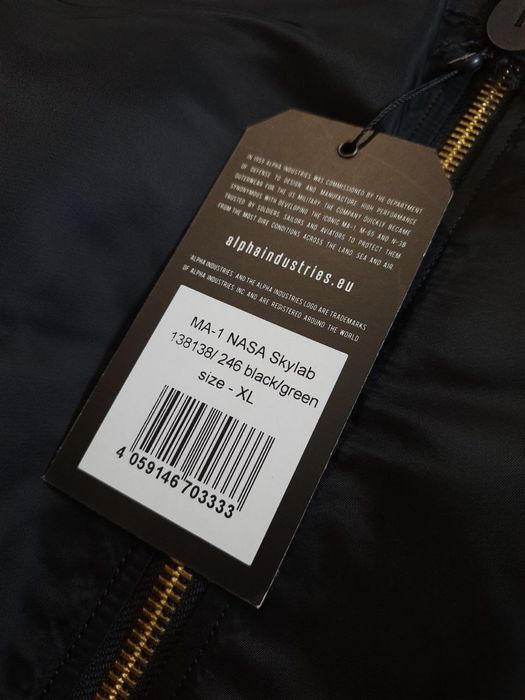 IN 1959 ALPHA INDUSTRIES WAS COMMISSIONED BY THE DEPARTMENT
OF DEFENSE TO DESIGN AND MANUFACTURE HIGH PERFORMANCE
OUTERWEAR FOR THE US MILITARY. THE COMPANY QUICKLY BECAME
SYNONYMOUS WITH DEVELOPING THE ICONIC MA-1, M-65 AND N-3B
TRUSTED BY SOLDIERS, SAILORS AND AVIATORS TO PROTECT THEM
FROM THE MOST DIRE CONDITIONS ACROSS THE LAND SEA AND AIR.
alphaindustries.eu
ALPHA INDUSTRIES AND THE ALPHA INDUSTRIES LOGO ARE TRADEMARKS
OF ALPHA INDUSTRIES INC AND ARE REGISTERED AROUND THE WORLD
MA-1 NASA Skylab
138138/ 246 black/green
size - XL
4 059146 703333